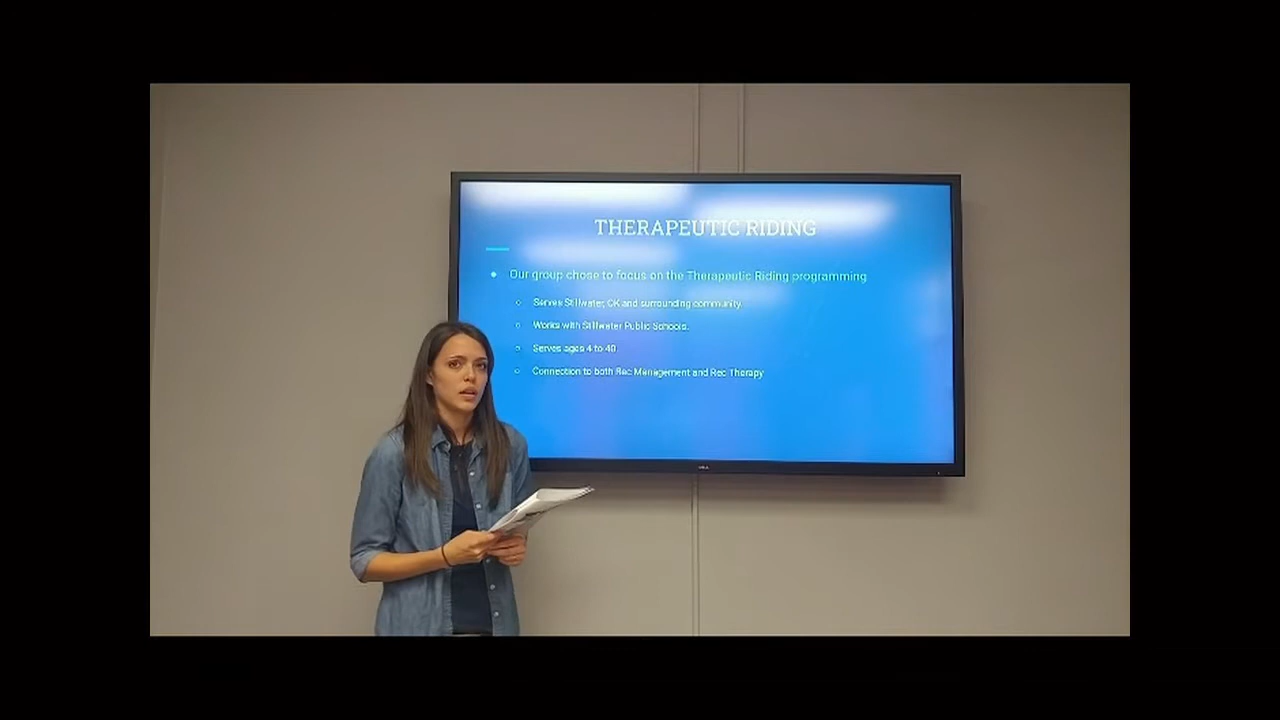 THERAPEUTIC RIDING
Our group chose to focus on the Therapeutic Riding programming
Serves Stillwater, OK and surrounding community.
Works with Stillwater Public Schools.
Serves ages 4 to 40.
Connection to both Rec Management and Rec Therapy